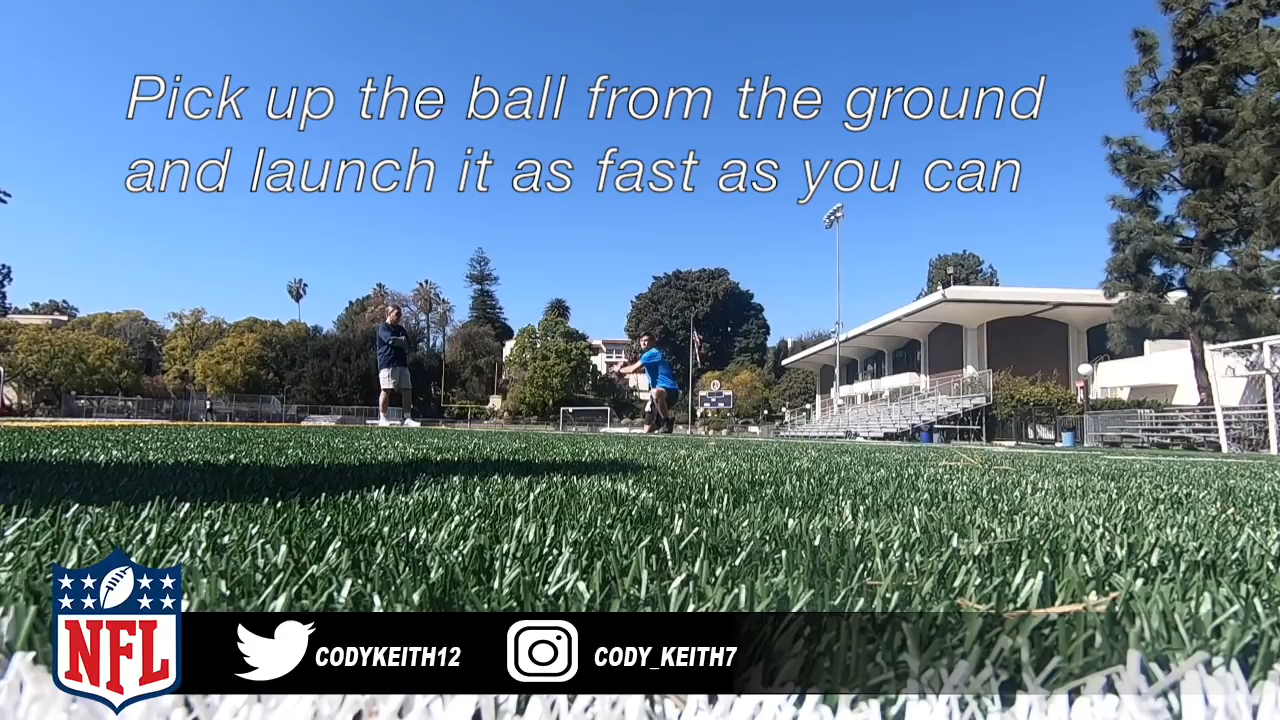 Pick up the ball from the ground
and launch it as fast as you can
NFL
CODYKEITH12
CODY_KEITH7